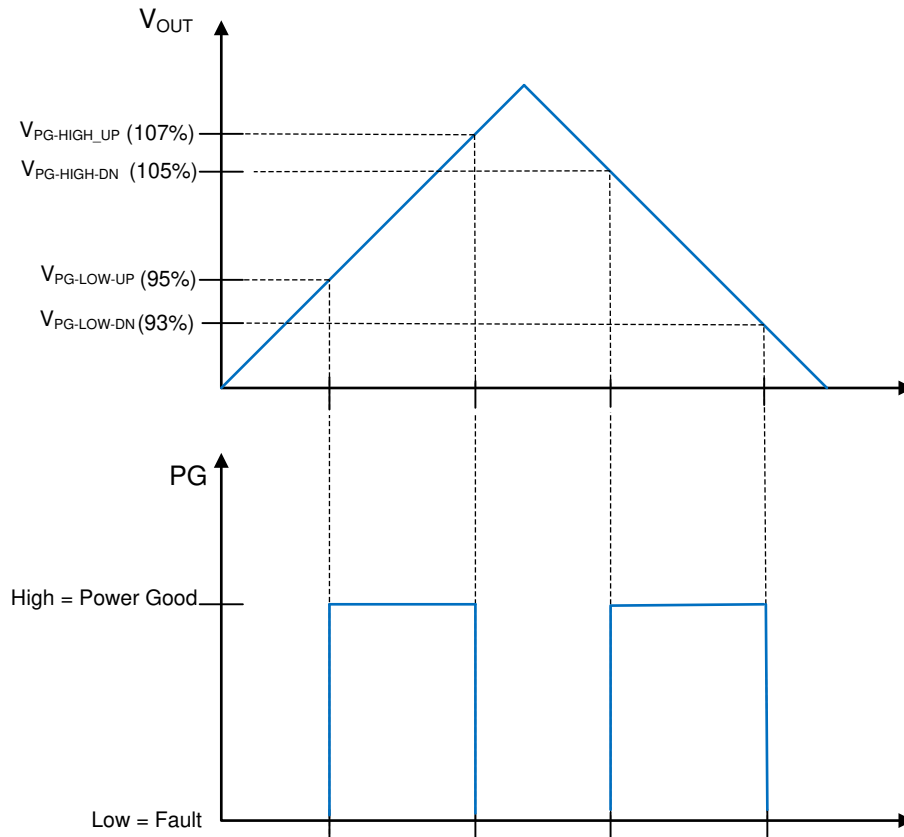 VOUT
VPG-HIGH_UP (107%)
VPG-HIGH-DN (105%)
VPG-LOW-UP (95%)
VPG-LOW-DN (93%)
PG
High = Power Good
Low = Fault